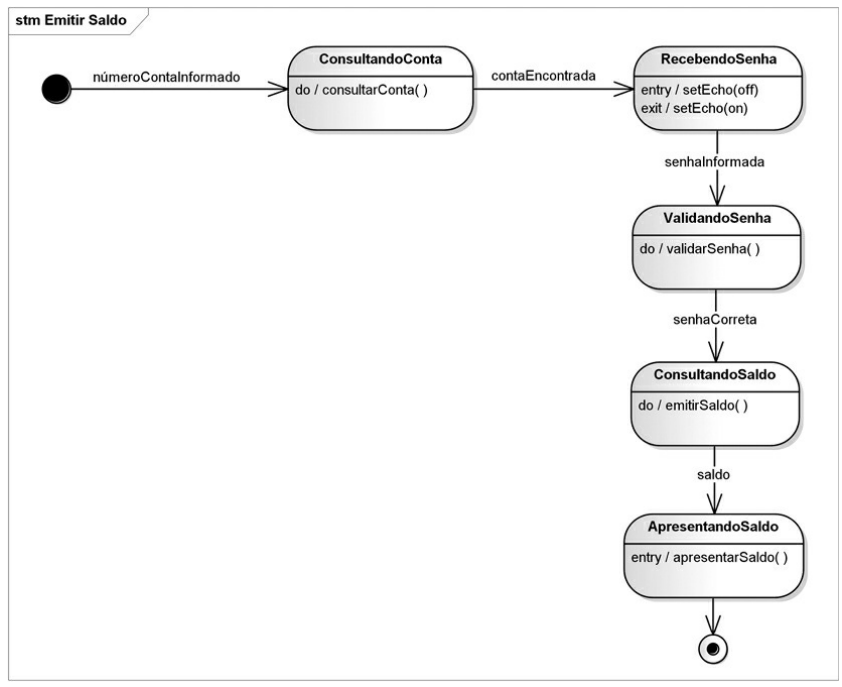 stm Emitir Saldo
númeroContaInformado
ConsultandoConta
do / consultarConta( )
contaEncontrada
RecebendoSenha
entry / setEcho(off)
exit / setEcho(on)
senhaInformada
ValidandoSenha
do / validarSenha( )
senhaCorreta
ConsultandoSaldo
do / emitirSaldo( )
saldo
ApresentandoSaldo
entry / apresentarSaldo( )